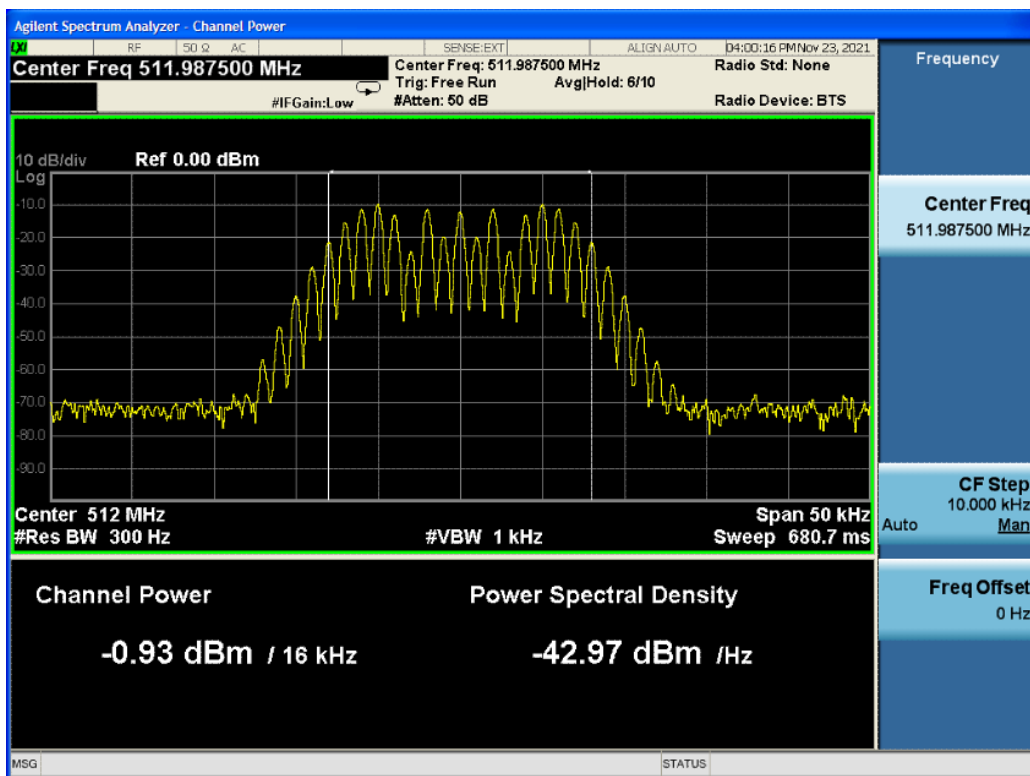 Agilent Spectrum Analyzer - Channel Power
LXI RF 50 Ω AC SENSE:EXT ALIGN AUTO 04:00:16 PM Nov 23, 2021
Center Freq 511.987500 MHz
#IFGain:Low
Center Freq: 511.987500 MHz
Trig: Free Run Avg|Hold: 6/10
#Atten: 50 dB
Radio Std: None
Radio Device: BTS
10 dB/div Ref 0.00 dBm
Log
-10.0
-20.0
-30.0
-40.0
-50.0
-60.0
-70.0
-80.0
-90.0
Center 512 MHz Span 50 kHz
#Res BW 300 Hz #VBW 1 kHz Sweep 680.7 ms
Channel Power Power Spectral Density
-0.93 dBm / 16 kHz -42.97 dBm /Hz
MSG STATUS
Frequency
Center Freq
511.987500 MHz
CF Step
10.000 kHz
Auto Man
Freq Offset
0 Hz